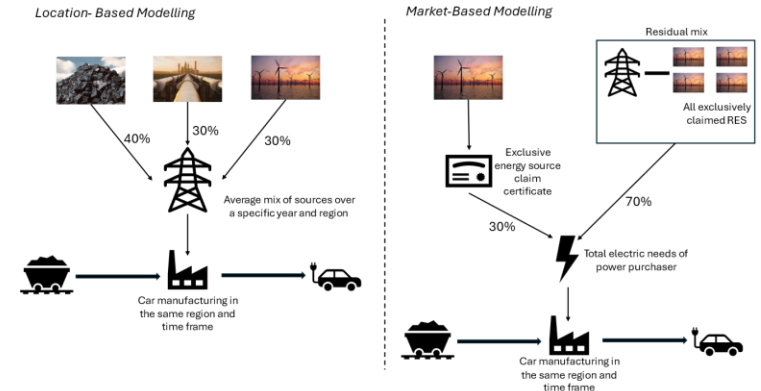 Location- Based Modelling
40%
30%
30%
Average mix of sources over
a specific year and region
Car manufacturing in
the same region and
time frame
Market-Based Modelling
Residual mix
All exclusively
claimed RES
Exclusive
energy source
claim
certificate
30%
70%
Total electric needs of
power purchaser
Car manufacturing in
the same region and
time frame